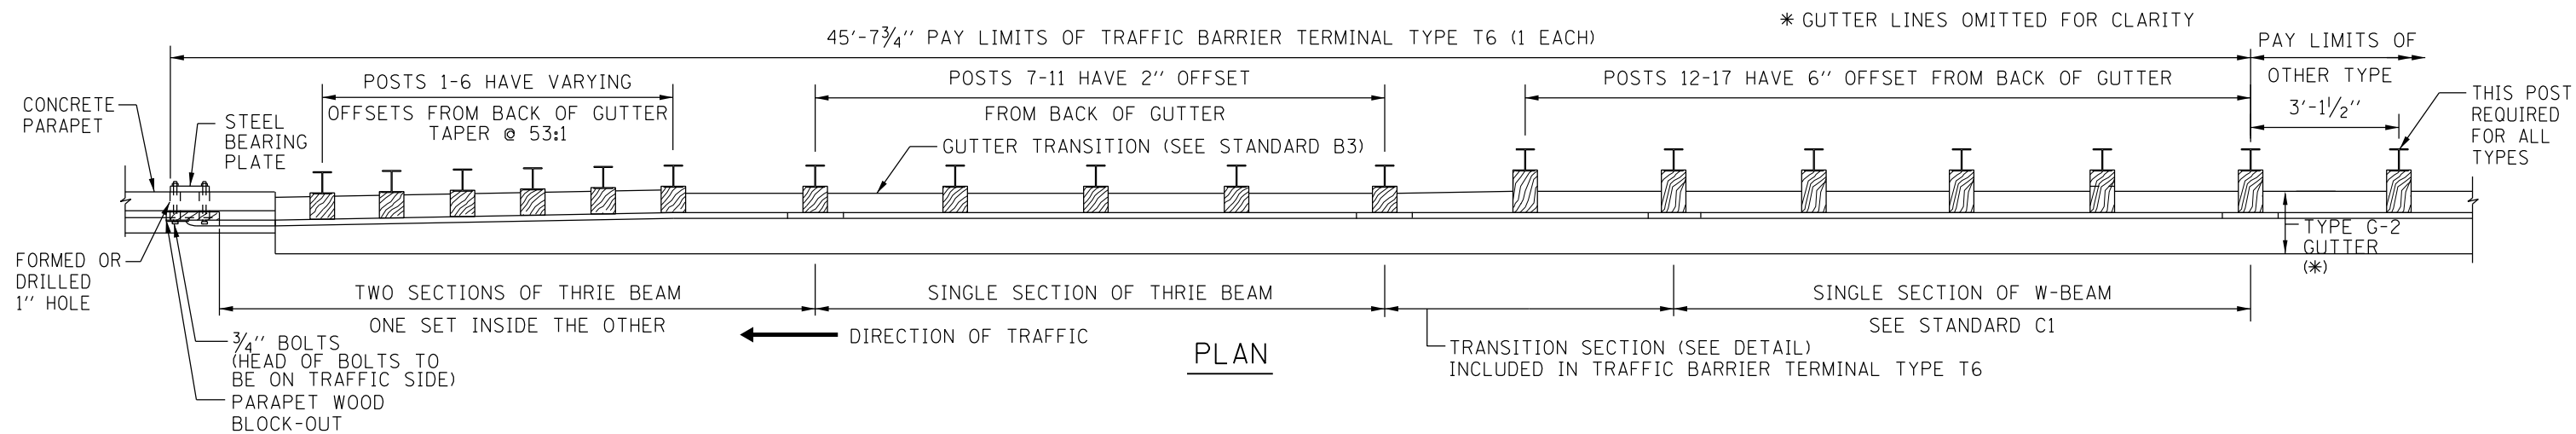 * GUTTER LINES OMITTED FOR CLARITY
45'-7¾" PAY LIMITS OF TRAFFIC BARRIER TERMINAL TYPE T6 (1 EACH)
PAY LIMITS OF
OTHER TYPE
3'-1½"
POSTS 1-6 HAVE VARYING
OFFSETS FROM BACK OF GUTTER
TAPER @ 53:1
POSTS 7-11 HAVE 2" OFFSET
FROM BACK OF GUTTER
POSTS 12-17 HAVE 6" OFFSET FROM BACK OF GUTTER
THIS POST
REQUIRED
FOR ALL
TYPES
CONCRETE
PARAPET
STEEL
BEARING
PLATE
GUTTER TRANSITION (SEE STANDARD B3)
TYPE G-2
GUTTER
(*)
FORMED OR
DRILLED
1" HOLE
TWO SECTIONS OF THRIE BEAM
ONE SET INSIDE THE OTHER
SINGLE SECTION OF THRIE BEAM
SINGLE SECTION OF W-BEAM
SEE STANDARD C1
DIRECTION OF TRAFFIC
¾" BOLTS
(HEAD OF BOLTS TO
BE ON TRAFFIC SIDE)
PARAPET WOOD
BLOCK-OUT
PLAN
TRANSITION SECTION (SEE DETAIL)
INCLUDED IN TRAFFIC BARRIER TERMINAL TYPE T6